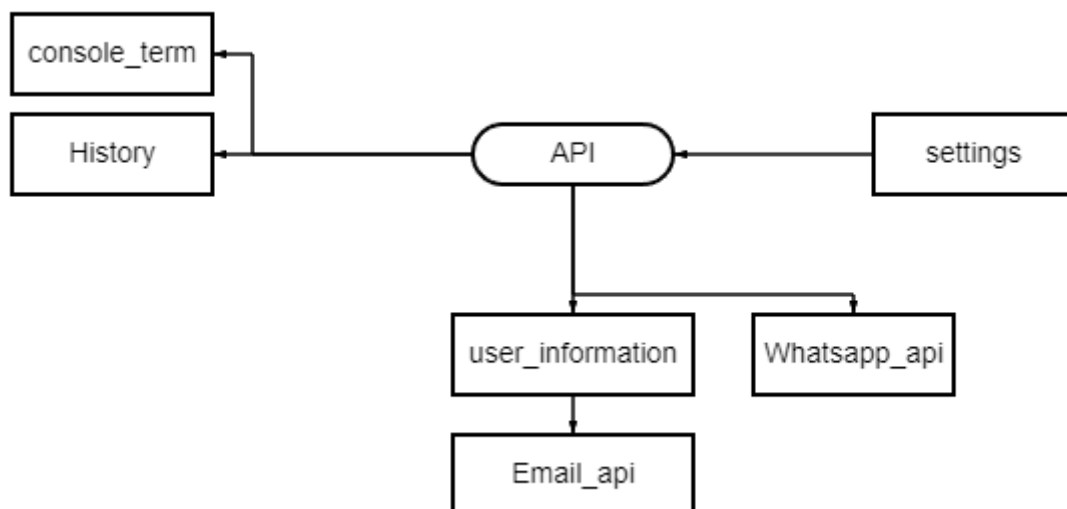 console_term
History
API
settings
user_information
Whatsapp_api
Email_api